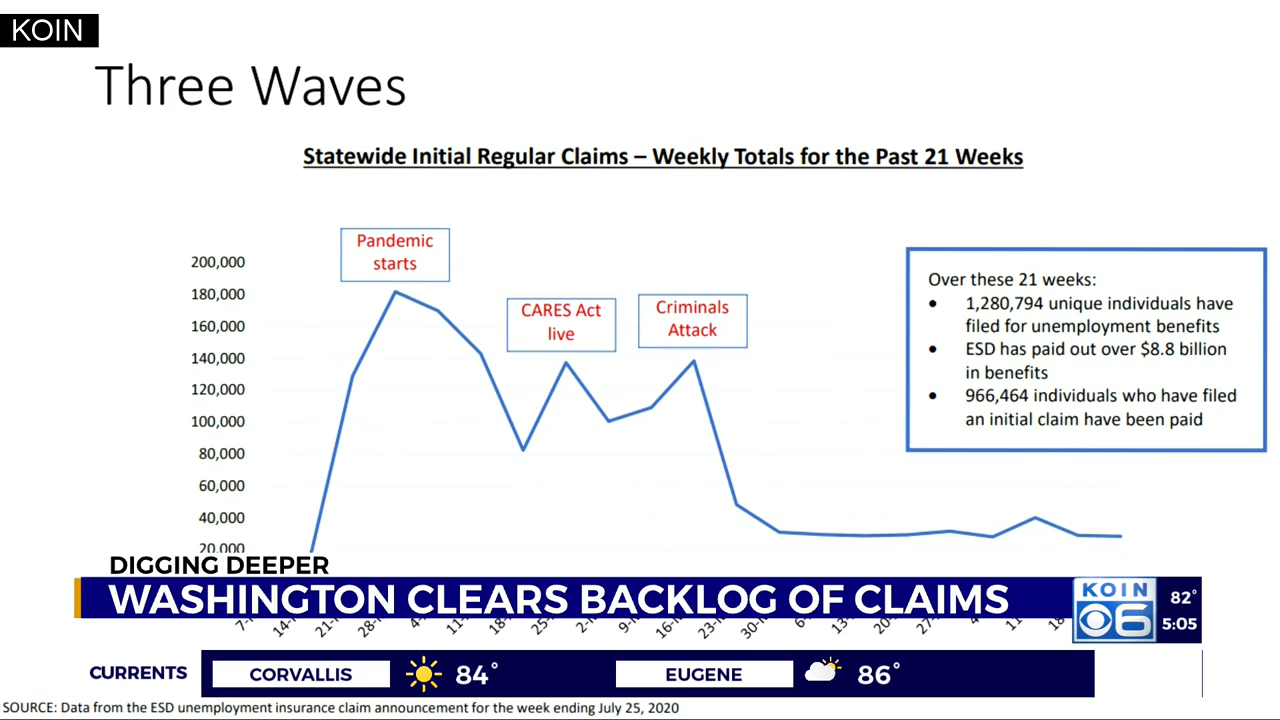 KOIN
Three Waves
Statewide Initial Regular Claims – Weekly Totals for the Past 21 Weeks
Pandemic
starts
CARES Act
live
Criminals
Attack
200,000
180,000
160,000
140,000
120,000
100,000
80,000
60,000
40,000
20,000
Over these 21 weeks:
• 1,280,794 unique individuals have
filed for unemployment benefits
• ESD has paid out over $8.8 billion
in benefits
• 966,464 individuals who have filed
an initial claim have been paid
DIGGING DEEPER
WASHINGTON CLEARS BACKLOG OF CLAIMS
KOIN
6
82°
5:05
CURRENTS
CORVALLIS
84°
EUGENE
86°
SOURCE: Data from the ESD unemployment insurance claim announcement for the week ending July 25, 2020